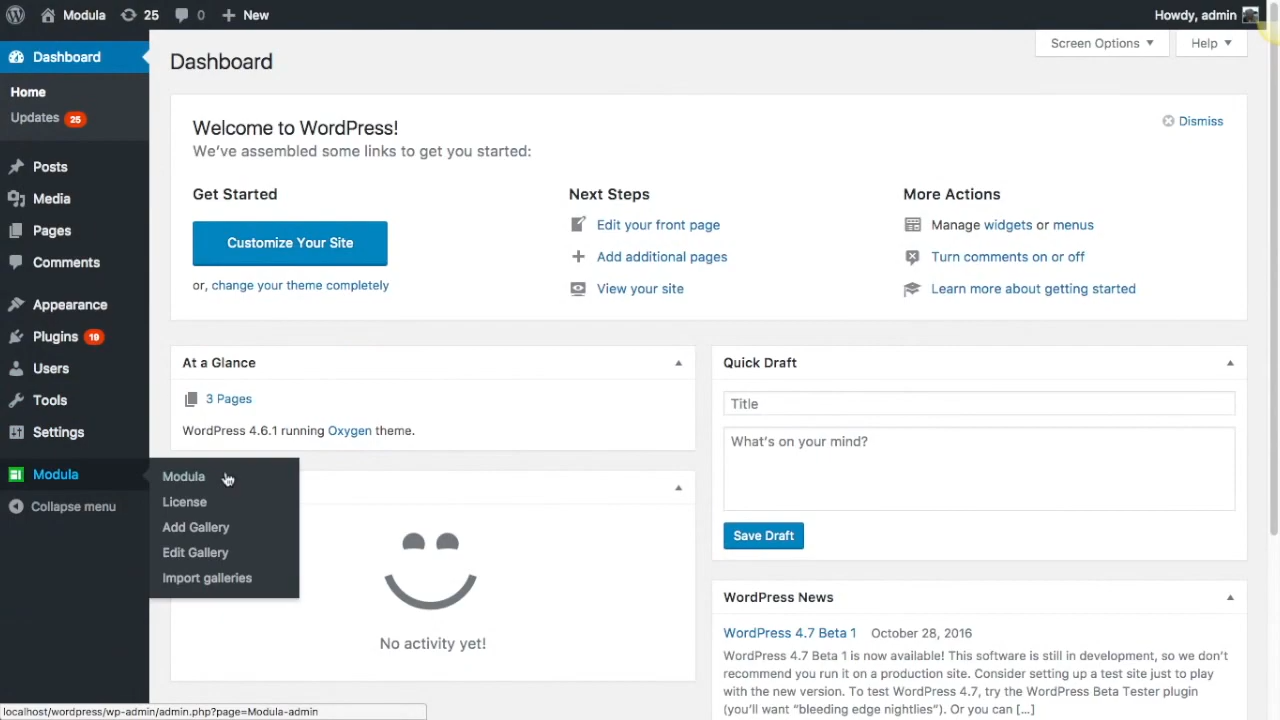 Modula
25
0
New
Howdy, admin
Screen Options
Help
Dashboard
Home
Updates 25
Posts
Media
Pages
Comments
Appearance
Plugins 19
Users
Tools
Settings
Modula
Collapse menu
Modula
License
Add Gallery
Edit Gallery
Import galleries
Dashboard
Welcome to WordPress!
Dismiss
We've assembled some links to get you started:
Get Started
Customize Your Site
or, change your theme completely
Next Steps
Edit your front page
Add additional pages
View your site
More Actions
Manage widgets or menus
Turn comments on or off
Learn more about getting started
At a Glance
3 Pages
WordPress 4.6.1 running Oxygen theme.
No activity yet!
Quick Draft
Title
What's on your mind?
Save Draft
WordPress News
WordPress 4.7 Beta 1 October 28, 2016
WordPress 4.7 Beta 1 is now available! This software is still in development, so we don't
recommend you run it on a production site. Consider setting up a test site just to play
with the new version. To test WordPress 4.7, try the WordPress Beta Tester plugin
(you'll want "bleeding edge nightlies"). Or you can [...]
localhost/wordpress/wp-admin/admin.php?page=Modula-admin